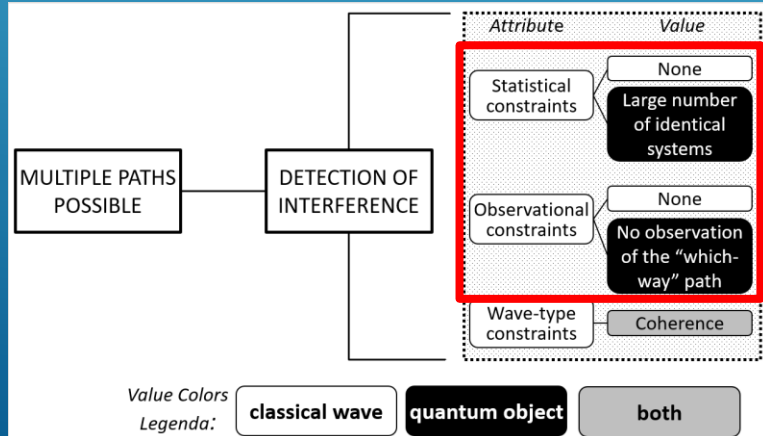 Attribute
Value
None
Statistical
constraints
Large number
of identical
systems
MULTIPLE PATHS
POSSIBLE
DETECTION OF
INTERFERENCE
None
Observational
constraints
No observation
of the “which-
way” path
Wave-type
constraints
Coherence
Value Colors
Legenda:
classical wave
quantum object
both